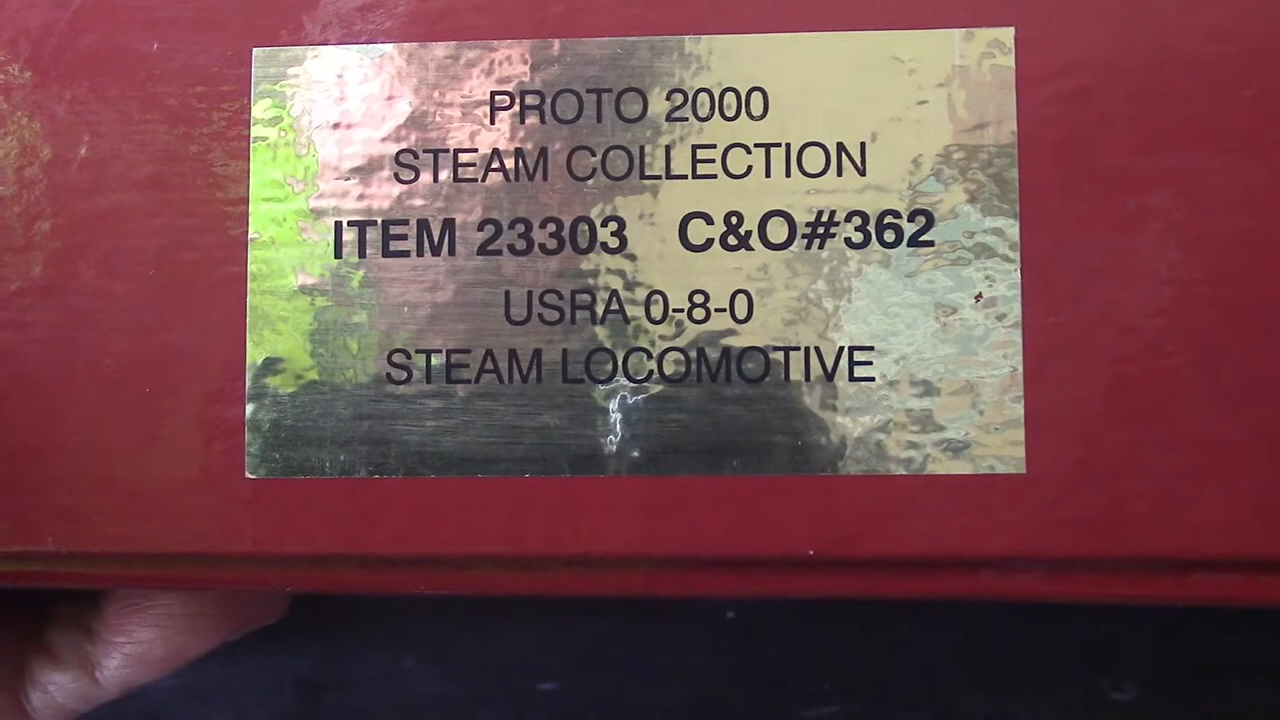 PROTO 2000
STEAM COLLECTION
ITEM 23303 C&O#362
USRA 0-8-0
STEAM LOCOMOTIVE